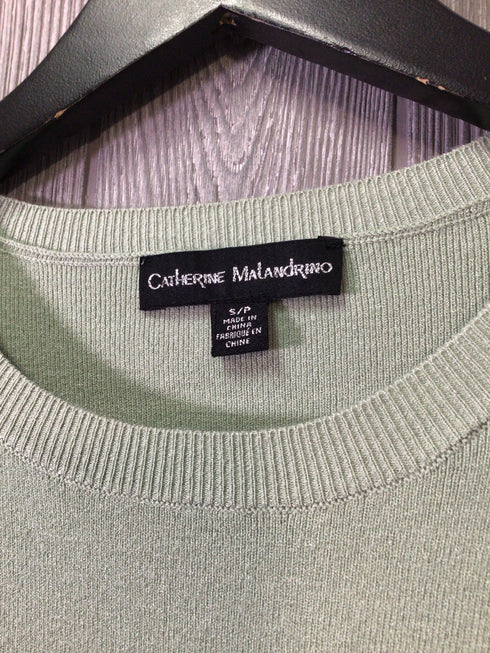 Catherine Malandrino
S/P
MADE IN
CHINA
FABRIQUÉ EN
CHINE